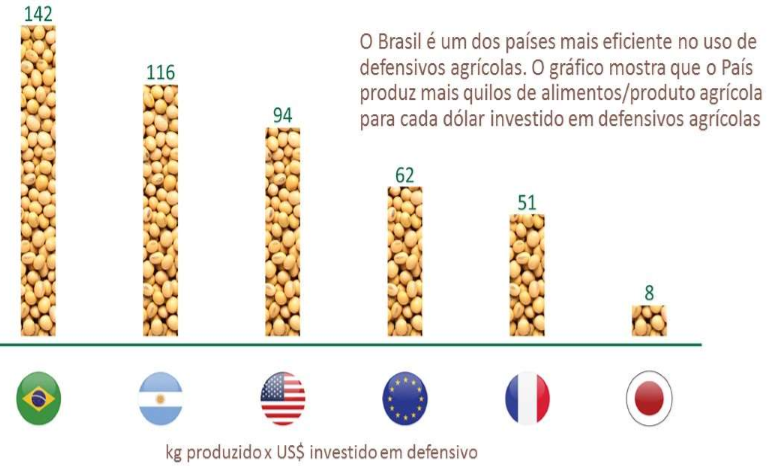 142
116
94
62
51
8
O Brasil é um dos países mais eficiente no uso de
defensivos agrícolas. O gráfico mostra que o País
produz mais quilos de alimentos/produto agrícola
para cada dólar investido em defensivos agrícolas
kg produzido x US$ investido em defensivo